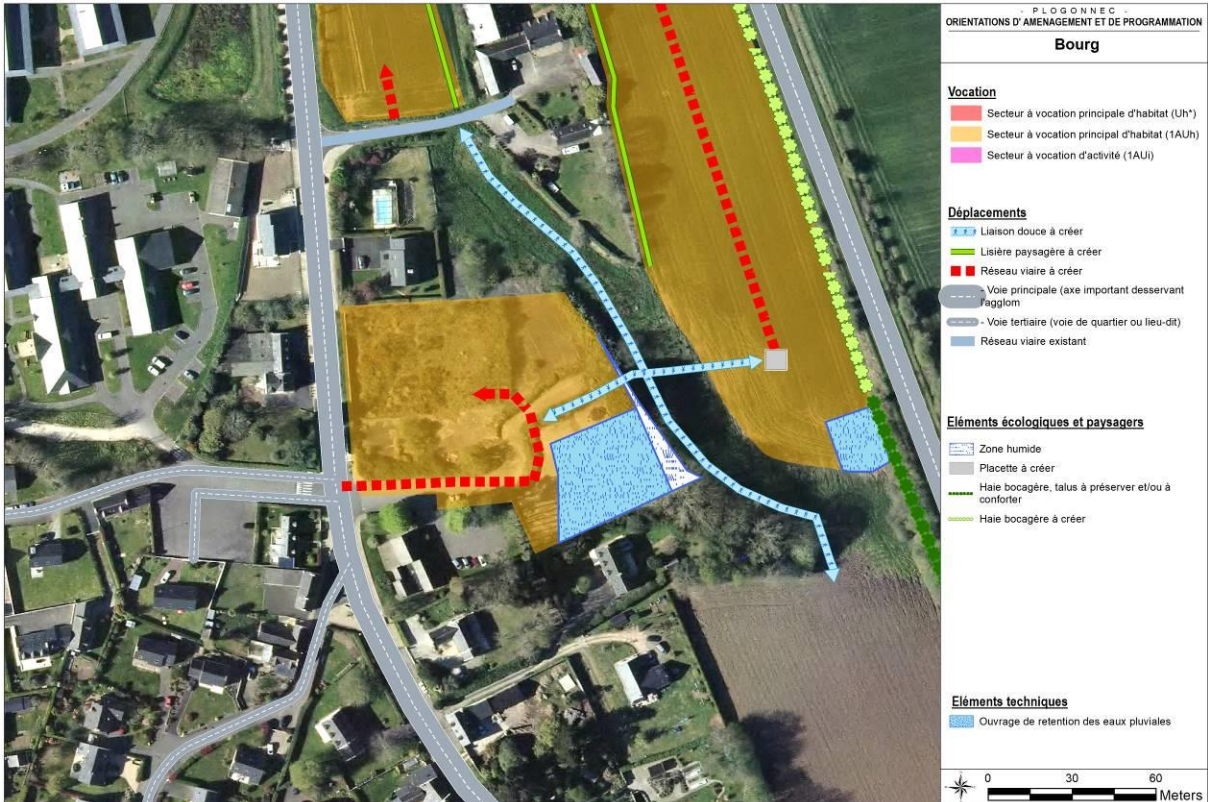 - PLOGONNEC -
ORIENTATIONS D' AMENAGEMENT ET DE PROGRAMMATION
Bourg
Vocation
Secteur à vocation principale d'habitat (Uh*)
Secteur à vocation principal d'habitat (1AUh)
Secteur à vocation d'activité (1AUi)
Déplacements
Liaison douce à créer
Lisière paysagère à créer
Réseau viaire à créer
- Voie principale (axe important desservant
l'agglom
- Voie tertiaire (voie de quartier ou lieu-dit)
Réseau viaire existant
Eléments écologiques et paysagers
Zone humide
Placette à créer
Haie bocagère, talus à préserver et/ou à
conforter
Haie bocagère à créer
Eléments techniques
Ouvrage de retention des eaux pluviales
0 30 60
Meters